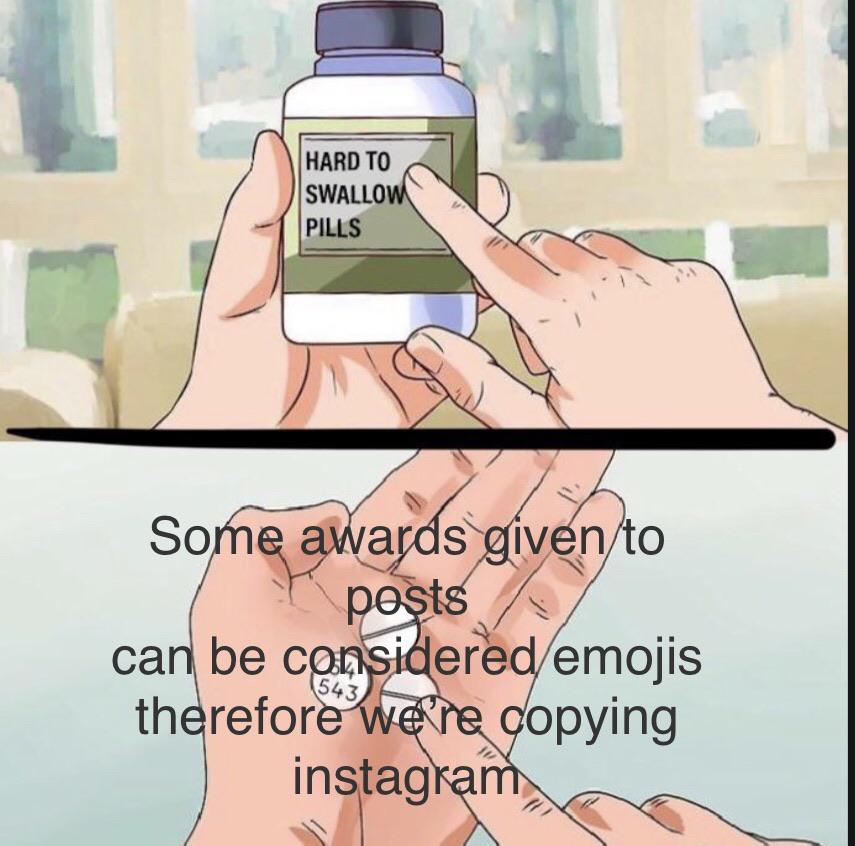 HARD TO
SWALLOW
PILLS
Some awards given to
posts
can be considered emojis
543
therefore we're copying
instagram